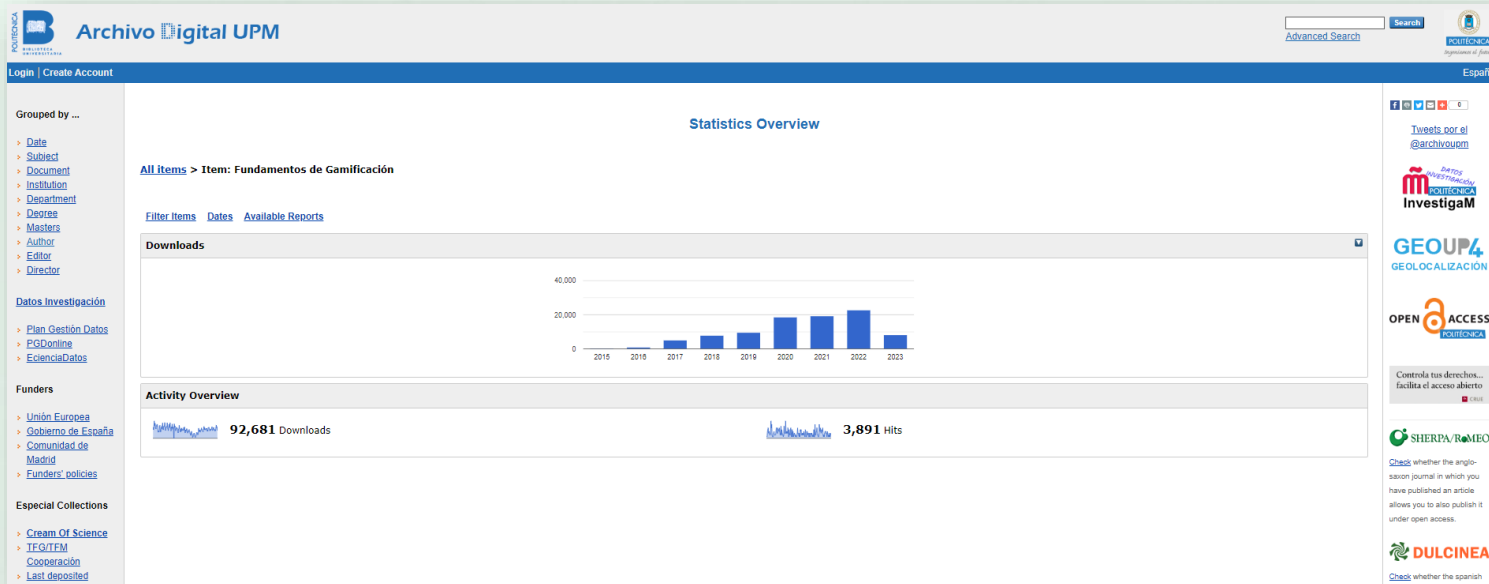 POLITÉCNICA
BIBLIOTECA
UNIVERSITARIA
Archivo Digital UPM
Search
Advanced Search
POLITÉCNICA
Login | Create Account
Españ
Grouped by ...
Date
Subject
Document
Institution
Department
Degree
Masters
Author
Editor
Director
Datos Investigación
Plan Gestión Datos
PGDonline
EcienciaDatos
Funders
Unión Europea
Gobierno de España
Comunidad de
Madrid
Funders' policies
Especial Collections
Cream Of Science
TFG/TFM
Cooperación
Last deposited
Statistics Overview
All items > Item: Fundamentos de Gamificación
Filter Items Dates Available Reports
Downloads
40,000
20,000
0
2015 2016 2017 2018 2019 2020 2021 2022 2023
Activity Overview
92,681 Downloads
3,891 Hits
0
Tweets por el
@archivoupm
DATOS
INVESTIGACIÓN
POLITÉCNICA
InvestigaM
GEOUP4
GEOLOCALIZACIÓN
OPEN ACCESS
POLITÉCNICA
Controla tus derechos...
facilita el acceso abierto
CRUE
SHERPA/RoMEO
Check whether the anglo-
saxon journal in which you
have published an article
allows you to also publish it
under open access.
DULCINEA
Check whether the spanish